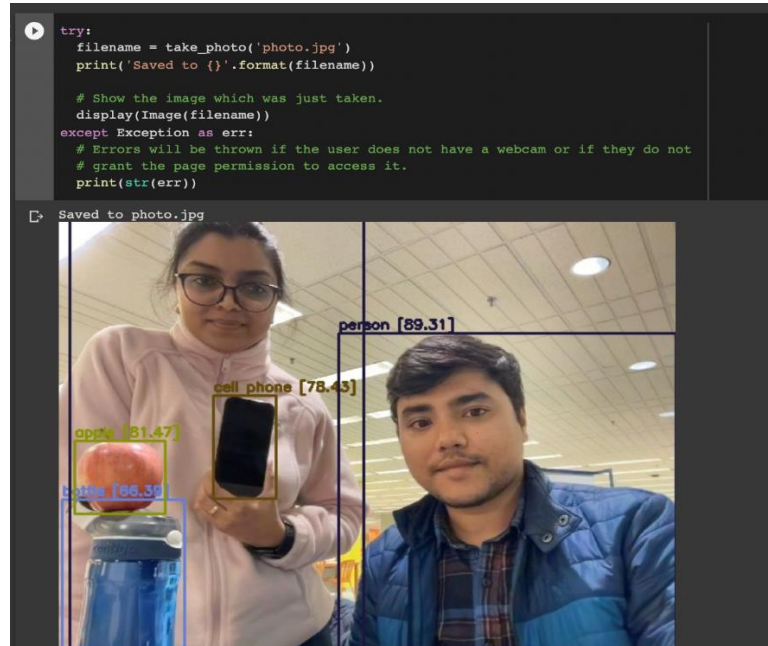 try:
filename = take_photo('photo.jpg')
print('Saved to {}'.format(filename))
# Show the image which was just taken.
display(Image(filename))
except Exception as err:
# Errors will be thrown if the user does not have a webcam or if they do not
# grant the page permission to access it.
print(str(err))
Saved to photo.jpg
person [89.31]
cell phone [78.43]
apple [81.47]
bottle [66.39]
contigo